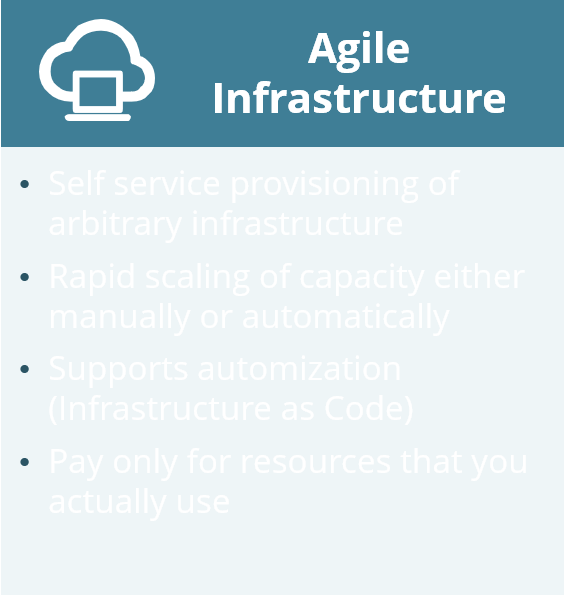 Agile
Infrastructure
• Self service provisioning of
arbitrary infrastructure
• Rapid scaling of capacity either
manually or automatically
• Supports automization
(Infrastructure as Code)
• Pay only for resources that you
actually use